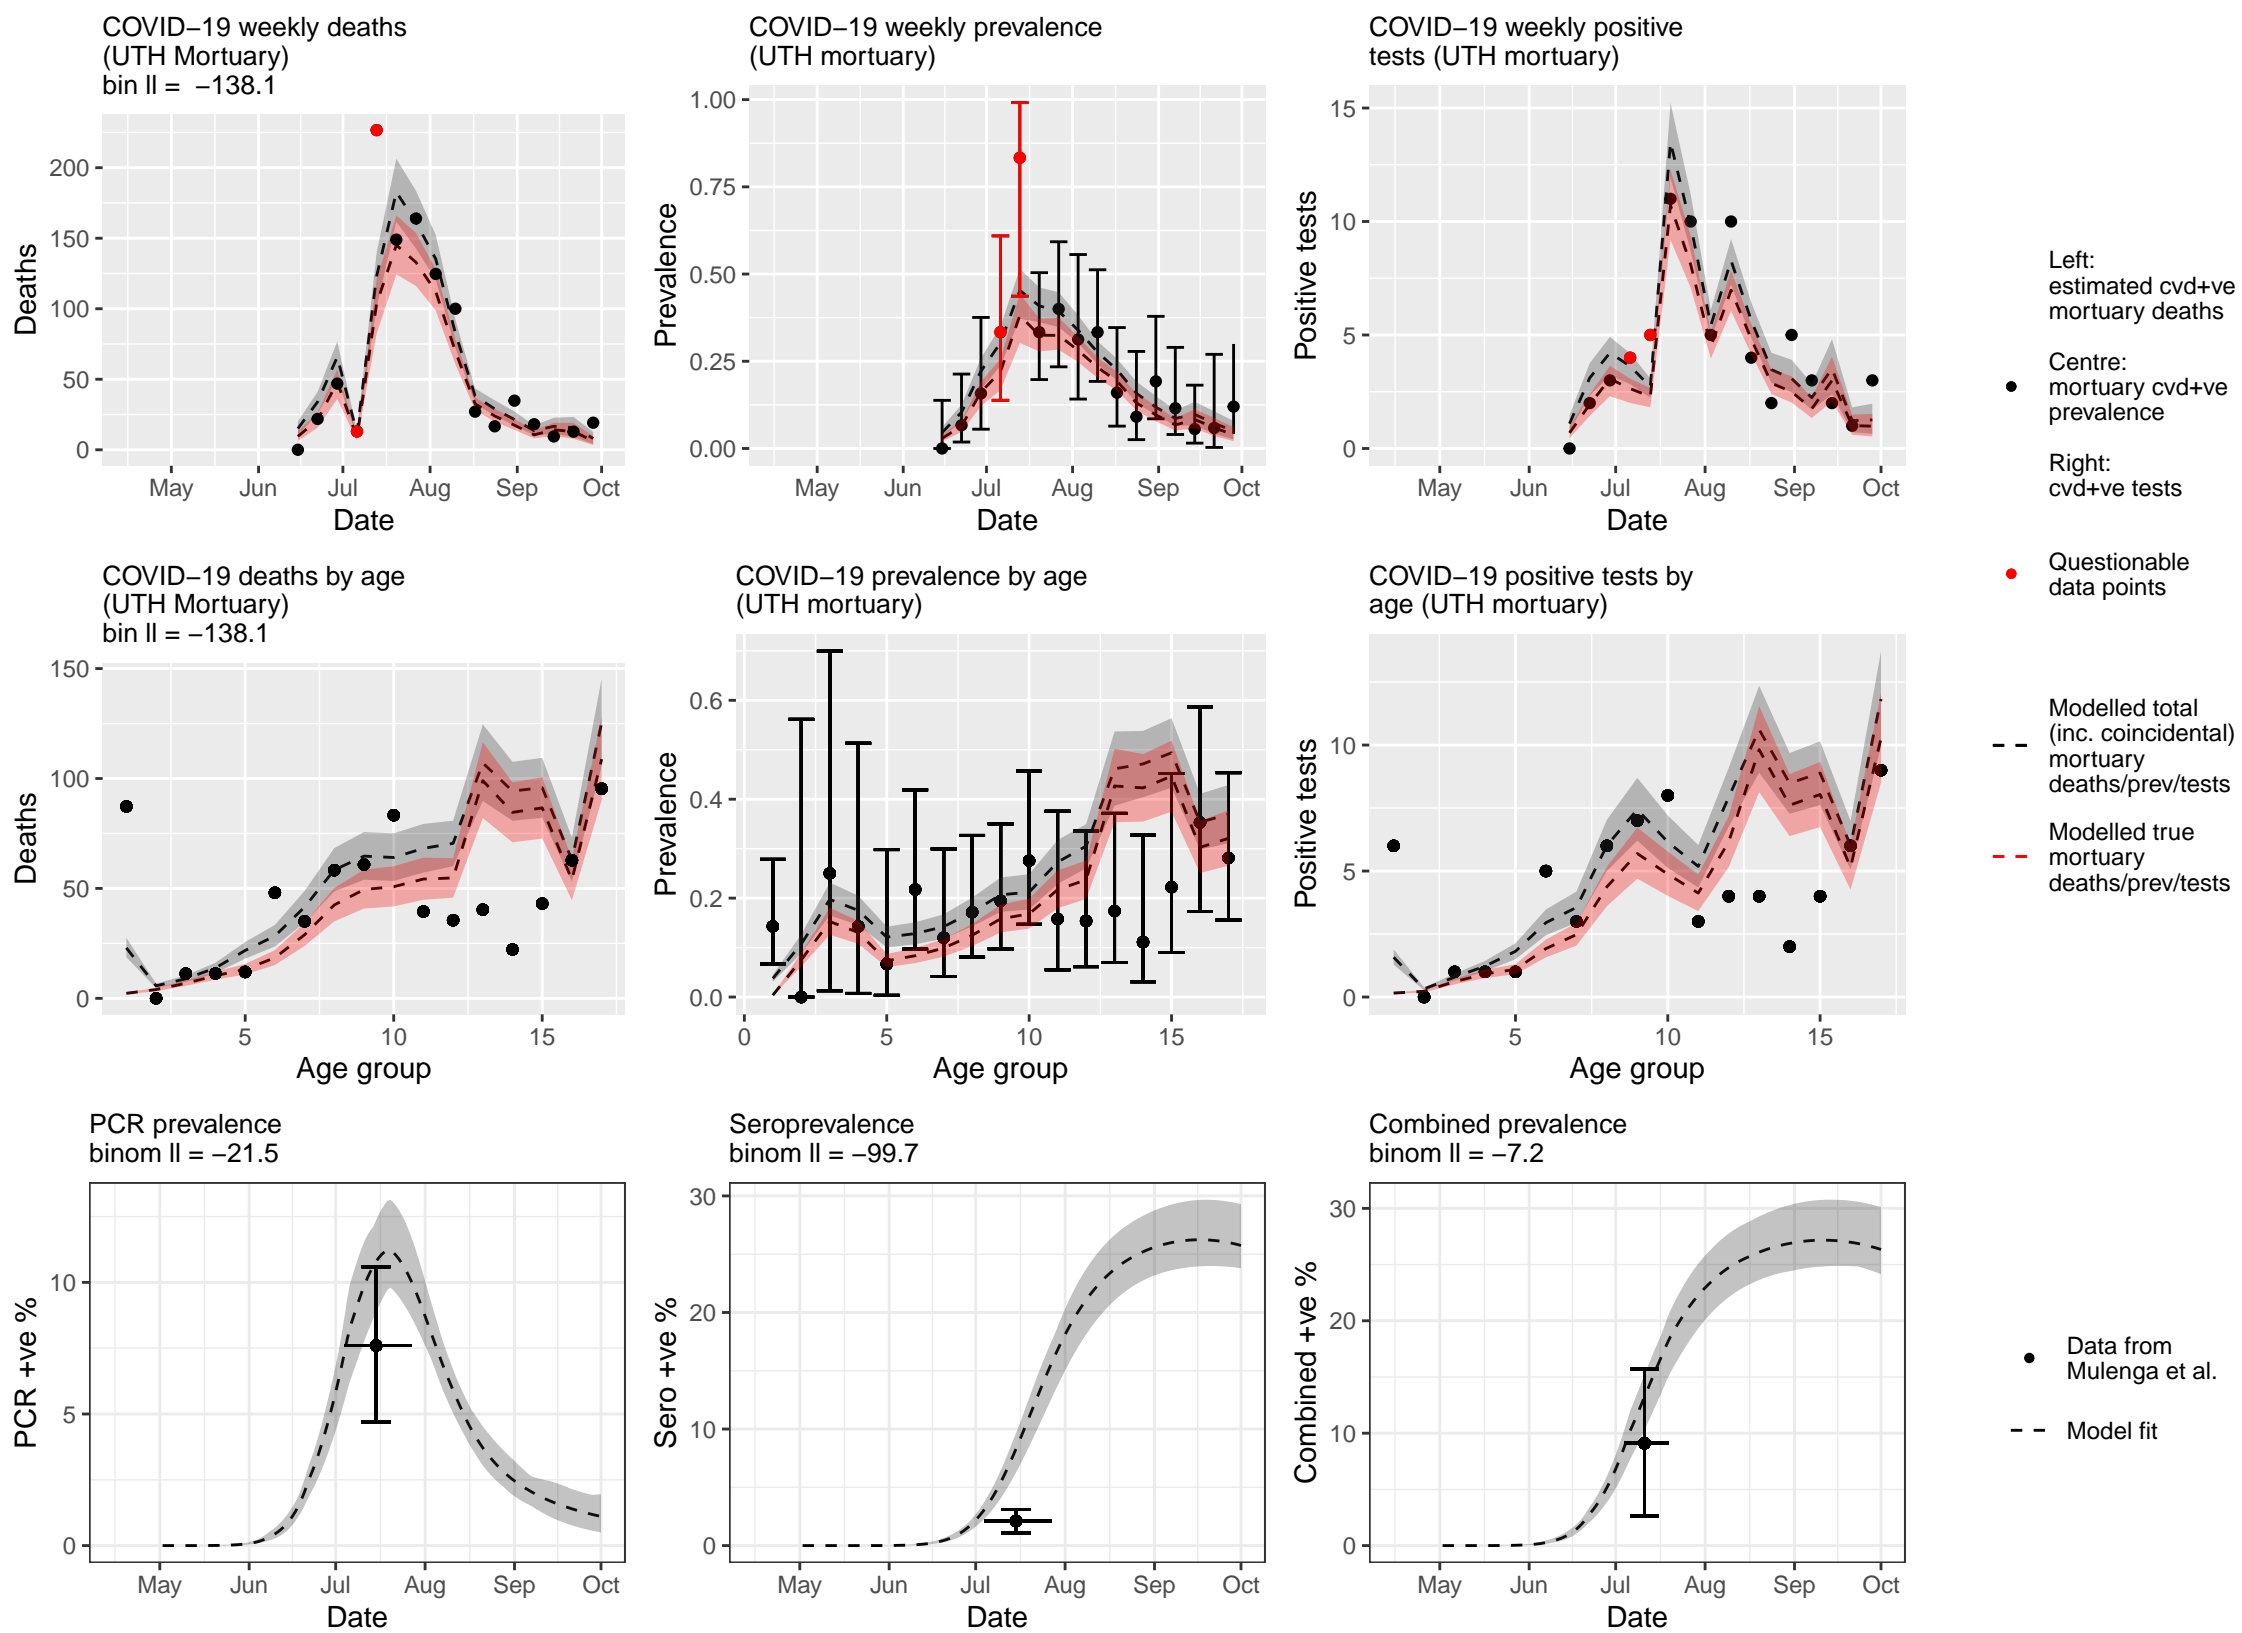 COVID−19 weekly deaths
(UTH Mortuary)
bin ll =  −138.1
200
150
100
50
0
Deaths
May
Jun
Jul
Aug
Sep
Oct
Date
COVID−19 weekly prevalence
(UTH mortuary)
1.00
0.75
0.50
0.25
0.00
Prevalence
May
Jun
Jul
Aug
Sep
Oct
Date
COVID−19 weekly positive
tests (UTH mortuary)
15
10
5
0
Positive tests
May
Jun
Jul
Aug
Sep
Oct
Date
Left:
estimated cvd+ve
mortuary deaths
Centre:
mortuary cvd+ve
prevalence
Right:
cvd+ve tests
Questionable
data points
Modelled total
(inc. coincidental)
mortuary
deaths/prev/tests
Modelled true
mortuary
deaths/prev/tests
COVID−19 deaths by age
(UTH Mortuary)
bin ll = −138.1
150
100
50
0
Deaths
5
10
15
Age group
COVID−19 prevalence by age
(UTH mortuary)
0.6
0.4
0.2
0.0
Prevalence
0
5
10
15
Age group
COVID−19 positive tests by
age (UTH mortuary)
10
5
0
Positive tests
5
10
15
Age group
PCR prevalence
binom ll = −21.5
10
5
0
PCR +ve %
May
Jun
Jul
Aug
Sep
Oct
Date
Seroprevalence
binom ll = −99.7
30
20
10
0
Sero +ve %
May
Jun
Jul
Aug
Sep
Oct
Date
Combined prevalence
binom ll = −7.2
30
20
10
0
Combined +ve %
May
Jun
Jul
Aug
Sep
Oct
Date
Data from
Mulenga et al.
Model fit